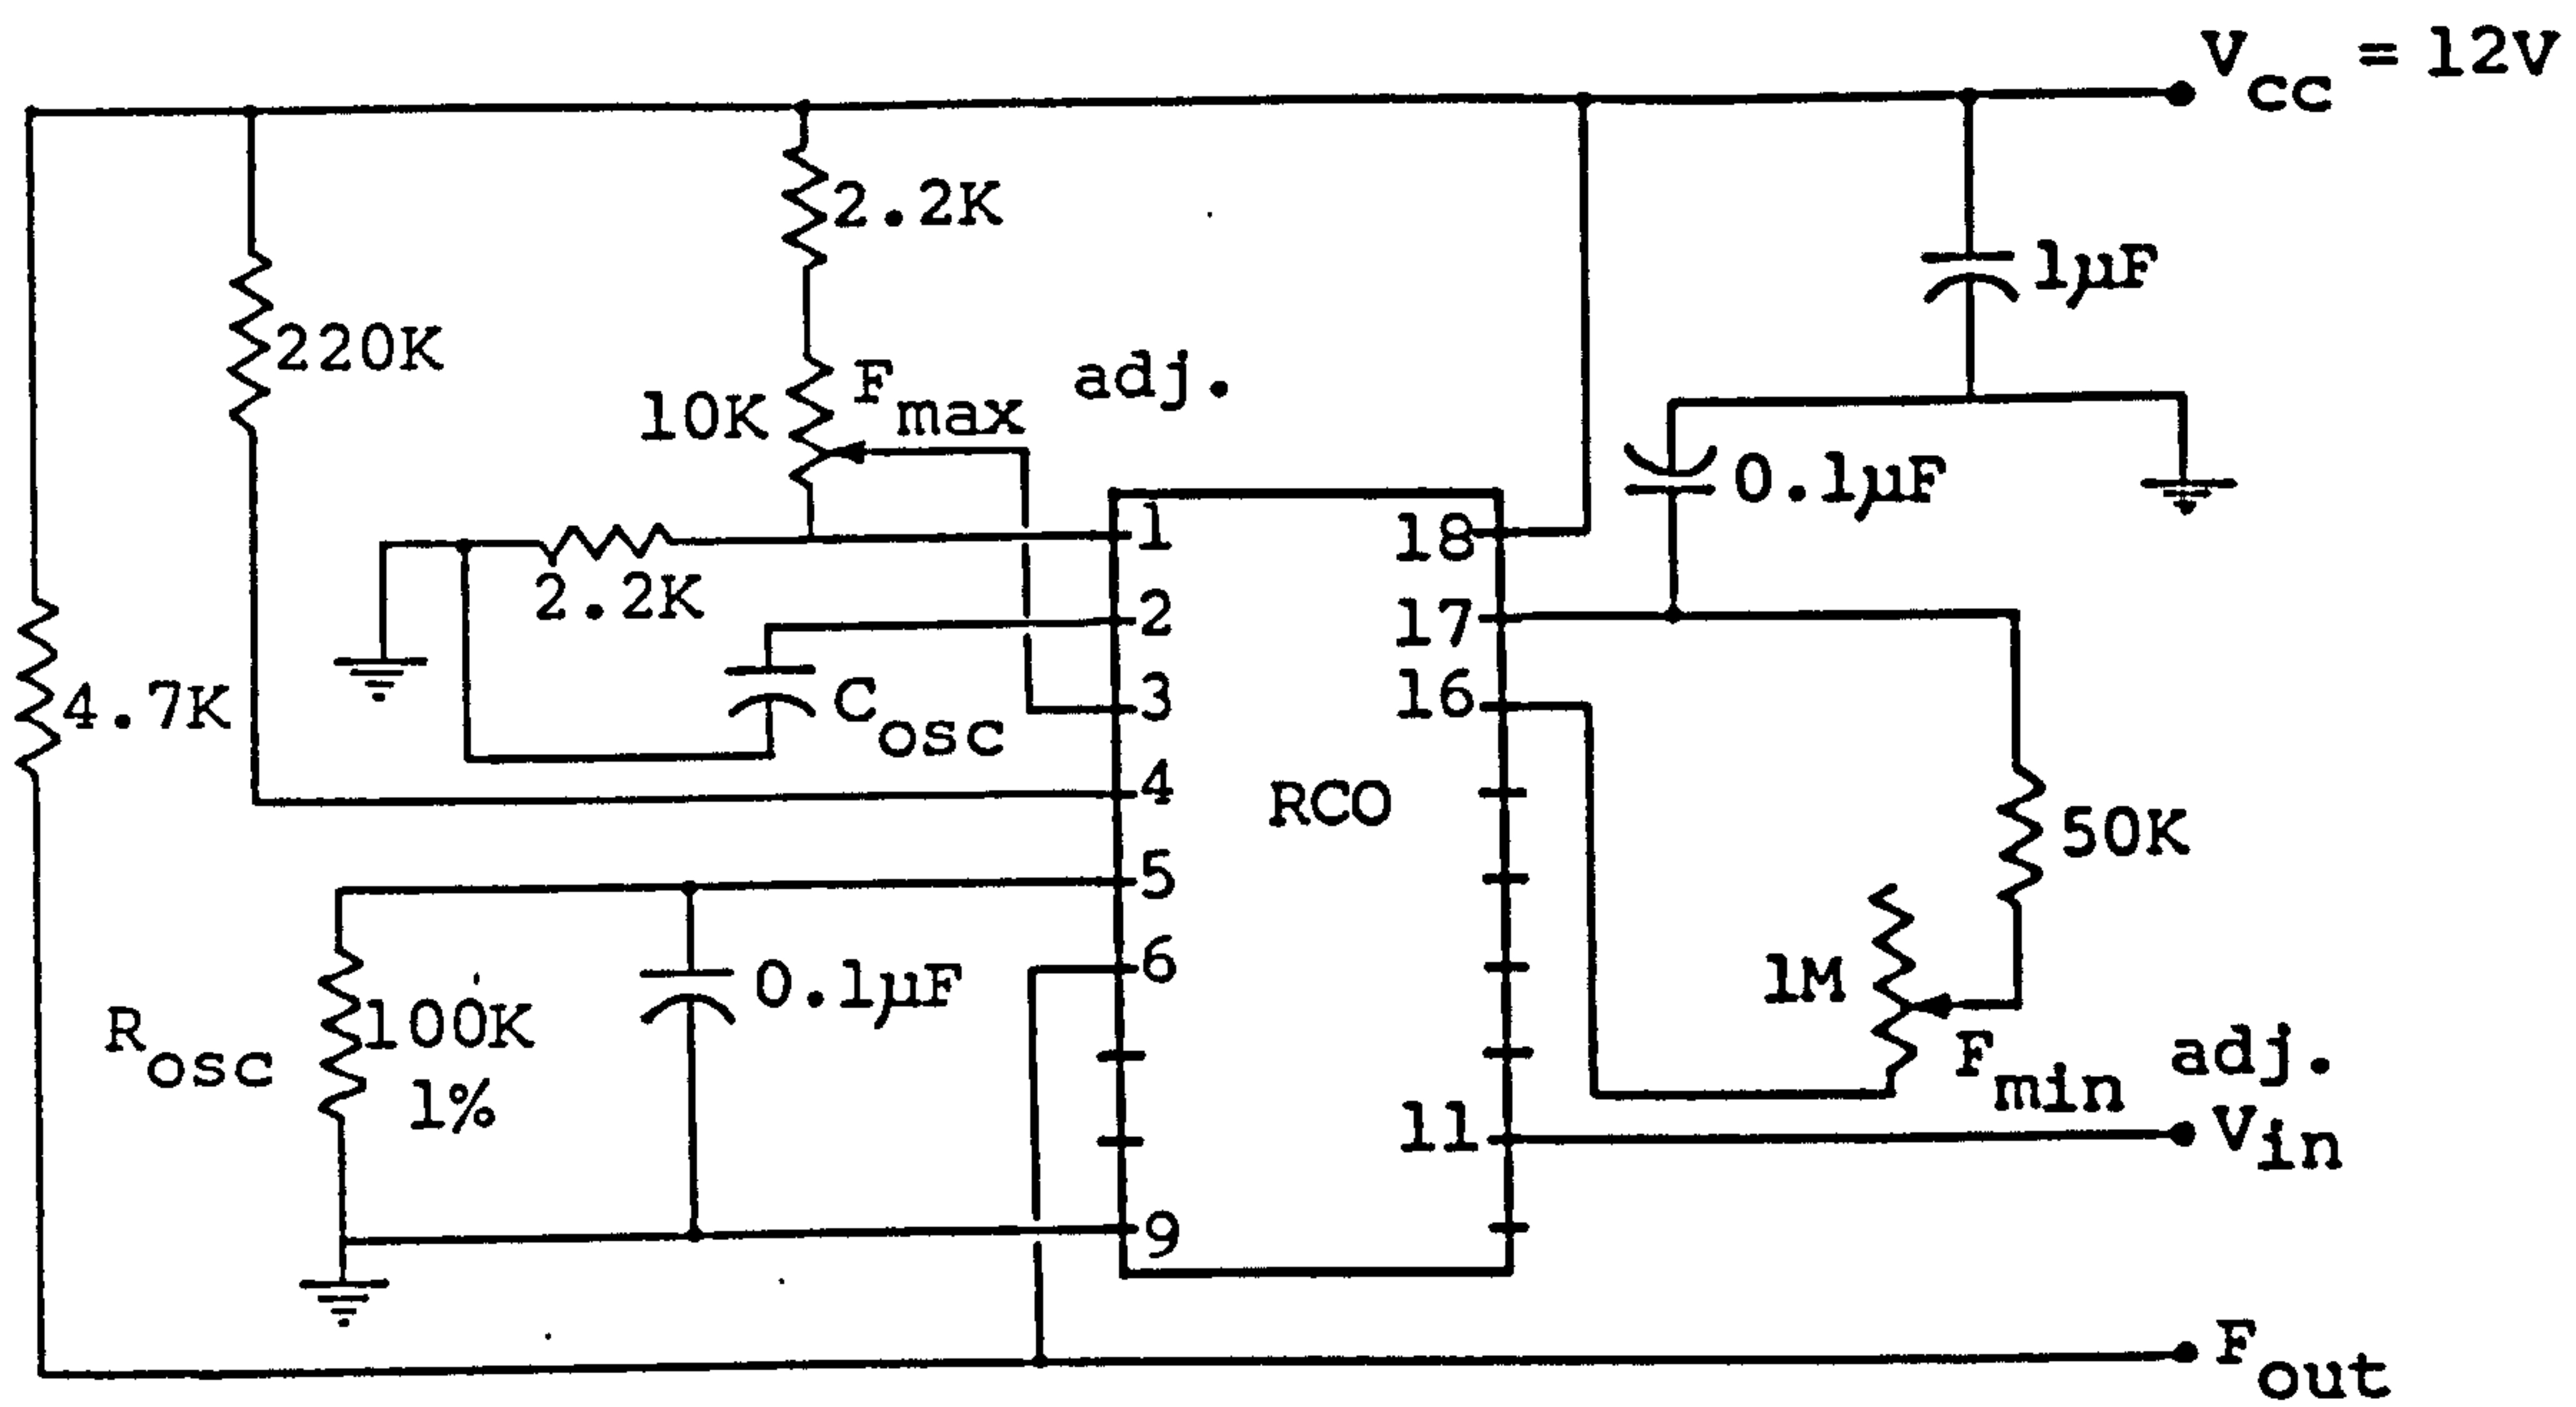 Vcc = 12V
2.2K
1µF
220K
10K
Fmax adj.
0.1µF
2.2K
1
2
3
4
5
6
9
18
17
16
11
RCO
Cosc
4.7K
50K
1M
Fmin adj.
Rosc
100K
1%
0.1µF
Vin
Fout